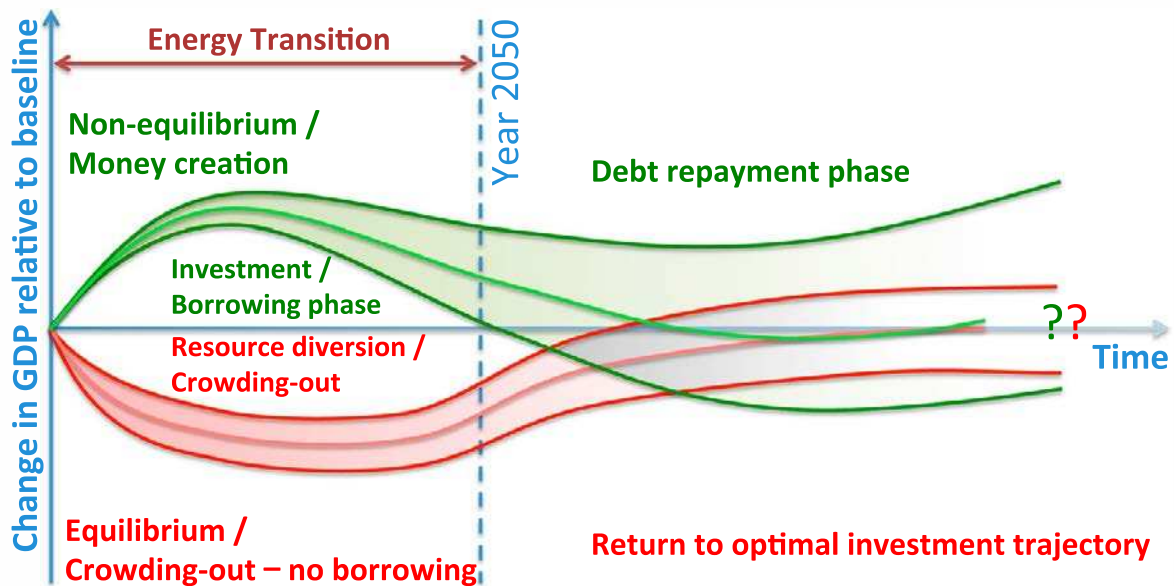 Change in GDP relative to baseline
Energy Transition
Year 2050
Non-equilibrium /
Money creation
Debt repayment phase
Investment /
Borrowing phase
Resource diversion /
Crowding-out
??
Time
Equilibrium /
Crowding-out – no borrowing
Return to optimal investment trajectory